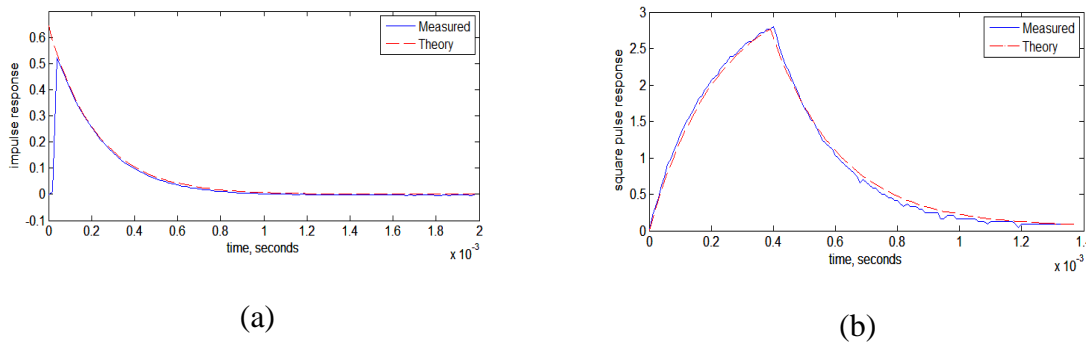 Measured
Theory
impulse response
0.6
0.5
0.4
0.3
0.2
0.1
0
-0.1
0 0.2 0.4 0.6 0.8 1 1.2 1.4 1.6 1.8 2
time, seconds
x 10⁻³
(a)
Measured
Theory
square pulse response
3
2.5
2
1.5
1
0.5
0
0 0.2 0.4 0.6 0.8 1 1.2 1.4
time, seconds
x 10⁻³
(b)